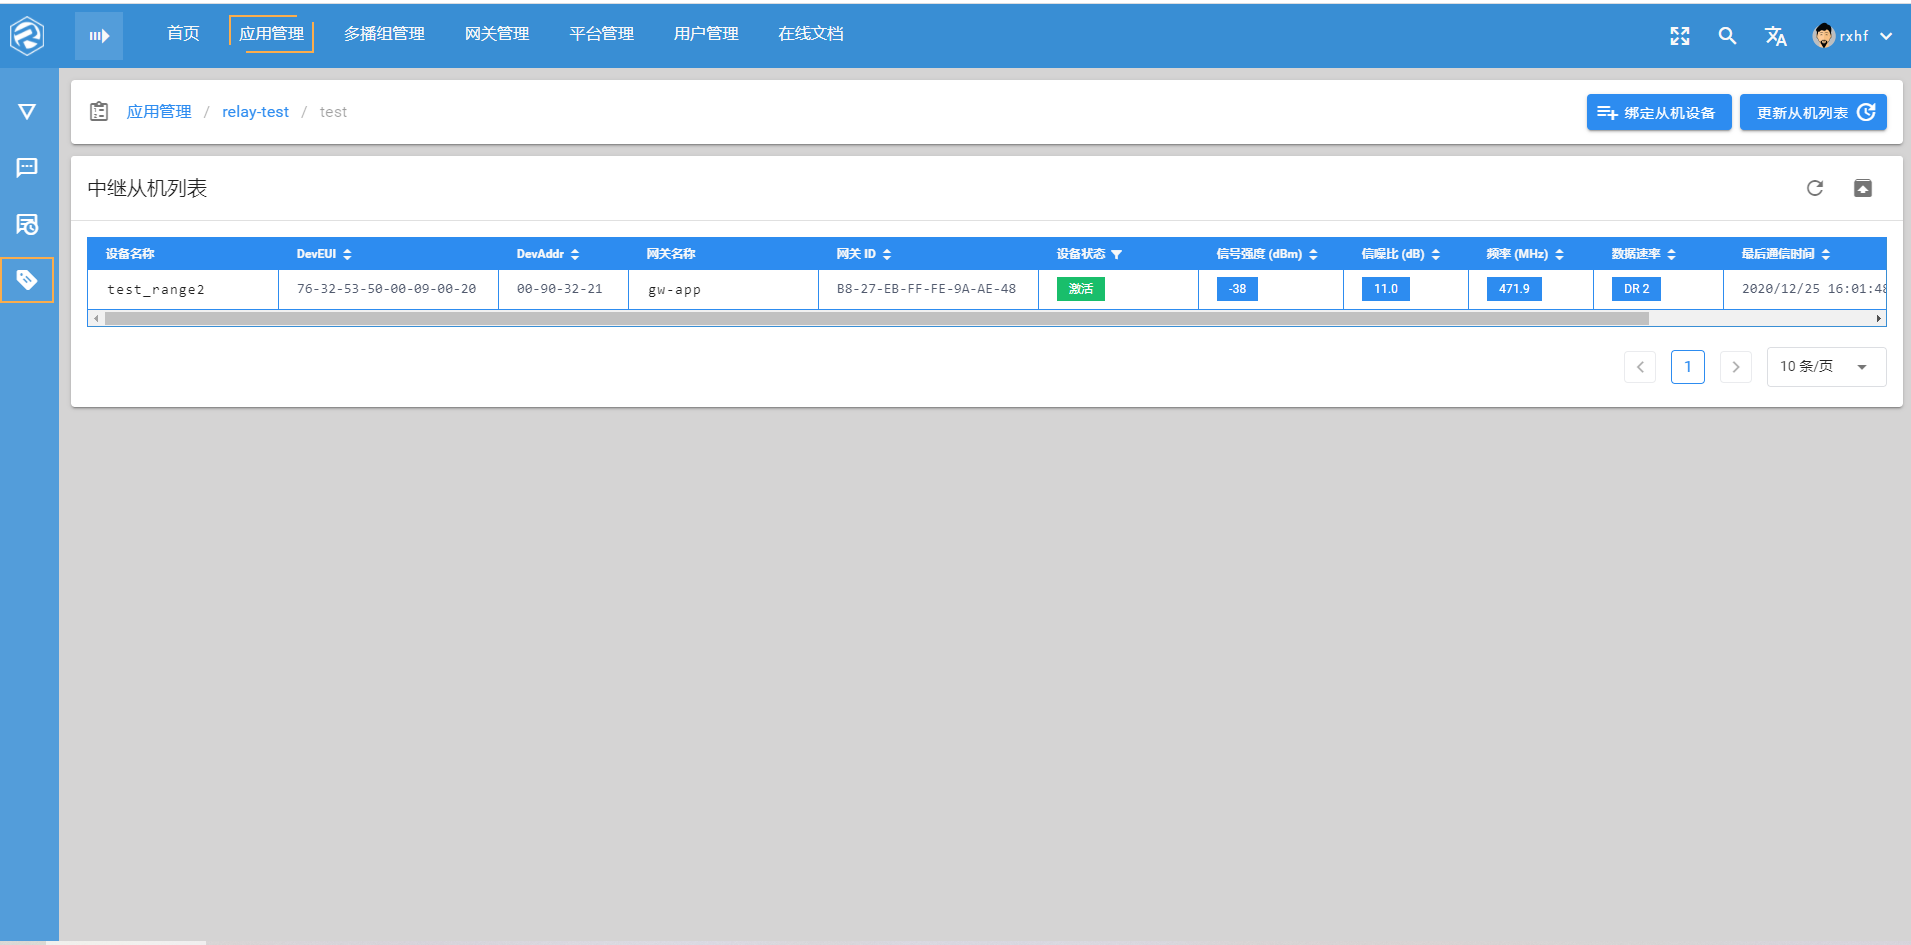 首页 应用管理 多播组管理 网关管理 平台管理 用户管理 在线文档 rxhf
应用管理 / relay-test / test 绑定从机设备 更新从机列表
中继从机列表
设备名称 DevEUI DevAddr 网关名称 网关 ID 设备状态 信号强度 (dBm) 信噪比 (dB) 频率 (MHz) 数据速率 最后通信时间
test_range2 76-32-53-50-00-09-00-20 00-90-32-21 gw-app B8-27-EB-FF-FE-9A-AE-48 激活 -38 11.0 471.9 DR 2 2020/12/25 16:01:48
1 10 条/页